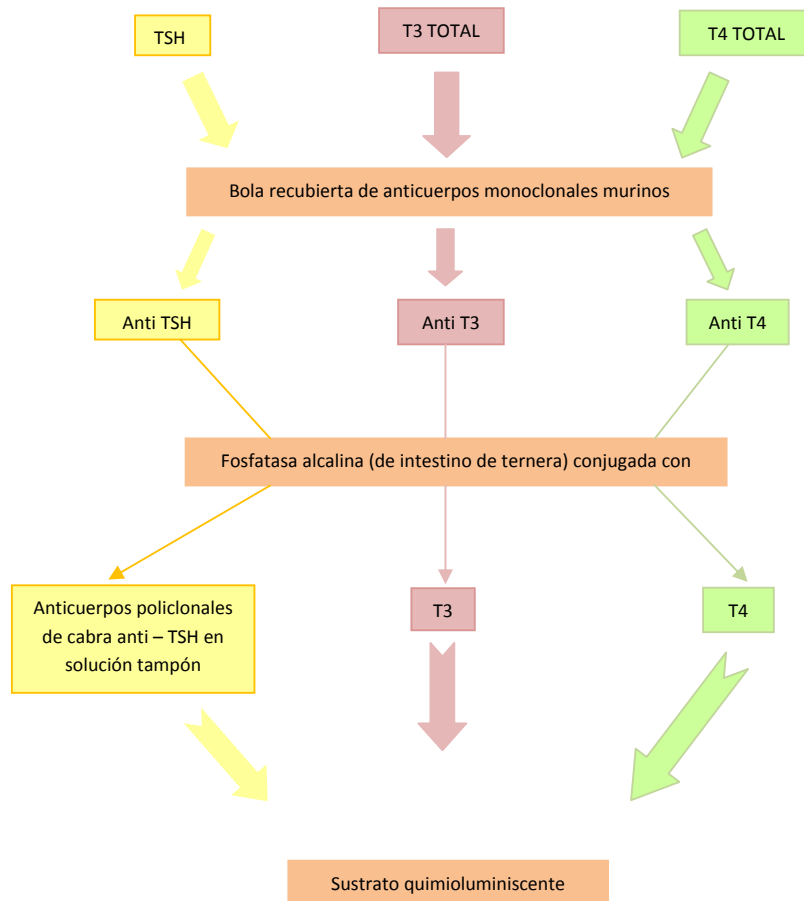 TSH
T3 TOTAL
T4 TOTAL
Bola recubierta de anticuerpos monoclonales murinos
Anti TSH
Anti T3
Anti T4
Fosfatasa alcalina (de intestino de ternera) conjugada con
Anticuerpos policlonales
de cabra anti – TSH en
solución tampón
T3
T4
Sustrato quimioluminiscente